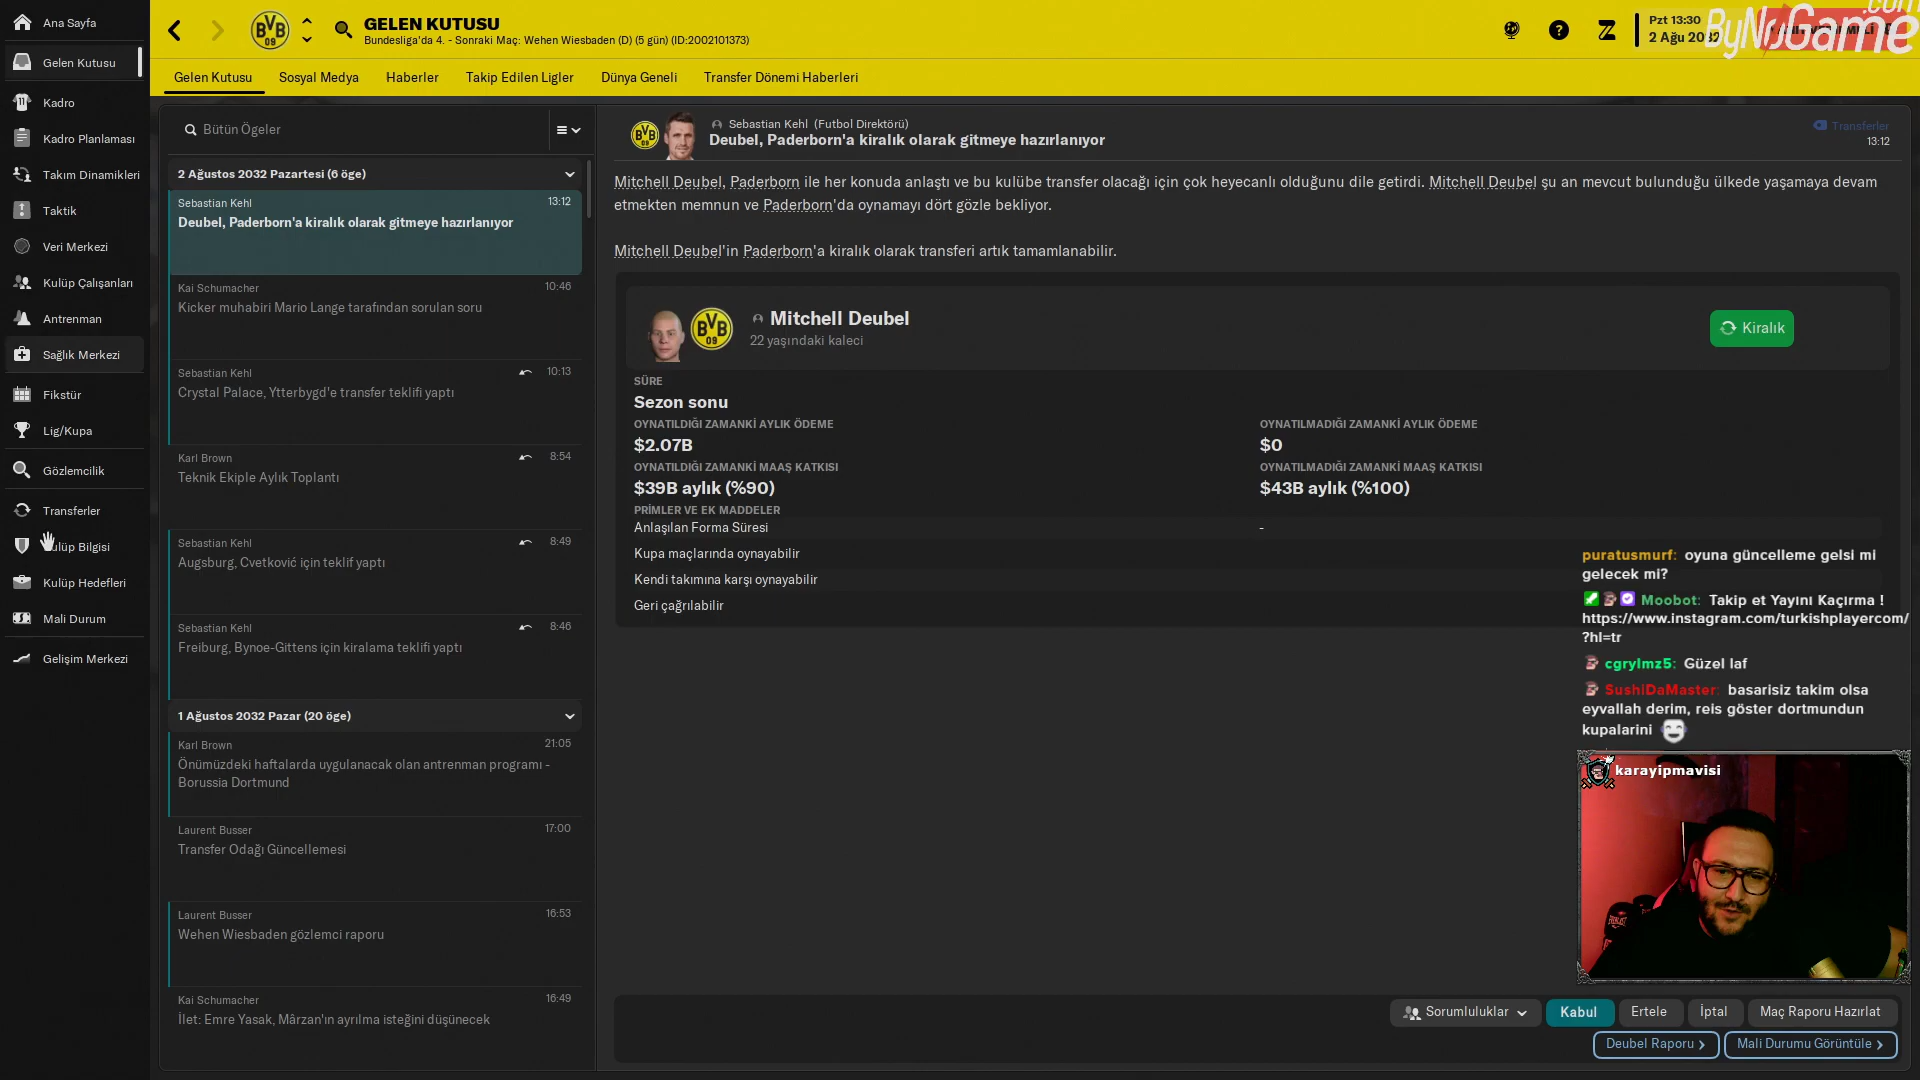 Ana Sayfa
Gelen Kutusu
Kadro
Kadro Planlaması
Takım Dinamikleri
Taktik
Veri Merkezi
Kulüp Çalışanları
Antrenman
Sağlık Merkezi
Fikstür
Lig/Kupa
Gözlemcilik
Transferler
ulüp Bilgisi
Kulüp Hedefleri
Mali Durum
Gelişim Merkezi
BVB
09
GELEN KUTUSU
Bundesliga'da 4. - Sonraki Maç: Wehen Wiesbaden (D) (5 gün) (ID:2002101373)
Pzt 13:30
2 Ağu 2032
ByNoGame
.com
Gelen Kutusu
Sosyal Medya
Haberler
Takip Edilen Ligler
Dünya Geneli
Transfer Dönemi Haberleri
Bütün Ögeler
2 Ağustos 2032 Pazartesi (6 öge)
Sebastian Kehl 13:12
Deubel, Paderborn'a kiralık olarak gitmeye hazırlanıyor
Kai Schumacher 10:46
Kicker muhabiri Mario Lange tarafından sorulan soru
Sebastian Kehl 10:13
Crystal Palace, Ytterbygd'e transfer teklifi yaptı
Karl Brown 8:54
Teknik Ekiple Aylık Toplantı
Sebastian Kehl 8:49
Augsburg, Cvetković için teklif yaptı
Sebastian Kehl 8:46
Freiburg, Bynoe-Gittens için kiralama teklifi yaptı
1 Ağustos 2032 Pazar (20 öge)
Karl Brown 21:05
Önümüzdeki haftalarda uygulanacak olan antrenman programı -
Borussia Dortmund
Laurent Busser 17:00
Transfer Odağı Güncellemesi
Laurent Busser 16:53
Wehen Wiesbaden gözlemci raporu
Kai Schumacher 16:49
İlet: Emre Yasak, Mârzan'ın ayrılma isteğini düşünecek
BVB
09
Sebastian Kehl (Futbol Direktörü)
Deubel, Paderborn'a kiralık olarak gitmeye hazırlanıyor
Transferler
13:12
Mitchell Deubel, Paderborn ile her konuda anlaştı ve bu kulübe transfer olacağı için çok heyecanlı olduğunu dile getirdi. Mitchell Deubel şu an mevcut bulunduğu ülkede yaşamaya devam
etmekten memnun ve Paderborn'da oynamayı dört gözle bekliyor.
Mitchell Deubel'in Paderborn'a kiralık olarak transferi artık tamamlanabilir.
BVB
09
Mitchell Deubel
22 yaşındaki kaleci
Kiralık
SÜRE
Sezon sonu
OYNATILDIĞI ZAMANKİ AYLIK ÖDEME
$2.07B
OYNATILMADIĞI ZAMANKİ AYLIK ÖDEME
$0
OYNATILDIĞI ZAMANKİ MAAŞ KATKISI
$39B aylık (%90)
OYNATILMADIĞI ZAMANKİ MAAŞ KATKISI
$43B aylık (%100)
PRİMLER VE EK MADDELER
Anlaşılan Forma Süresi -
Kupa maçlarında oynayabilir
Kendi takımına karşı oynayabilir
Geri çağrılabilir
puratusmurf: oyuna güncelleme gelsi mi
gelecek mi?
Moobot: Takip et Yayını Kaçırma !
https://www.instagram.com/turkishplayercom/
?hl=tr
cgrylmz5: Güzel laf
SushiDaMaster: basarisiz takim olsa
eyvallah derim, reis göster dortmundun
kupalarini
karayipmavisi
Sorumluluklar
Kabul
Ertele
İptal
Maç Raporu Hazırlat
Deubel Raporu
Mali Durumu Görüntüle